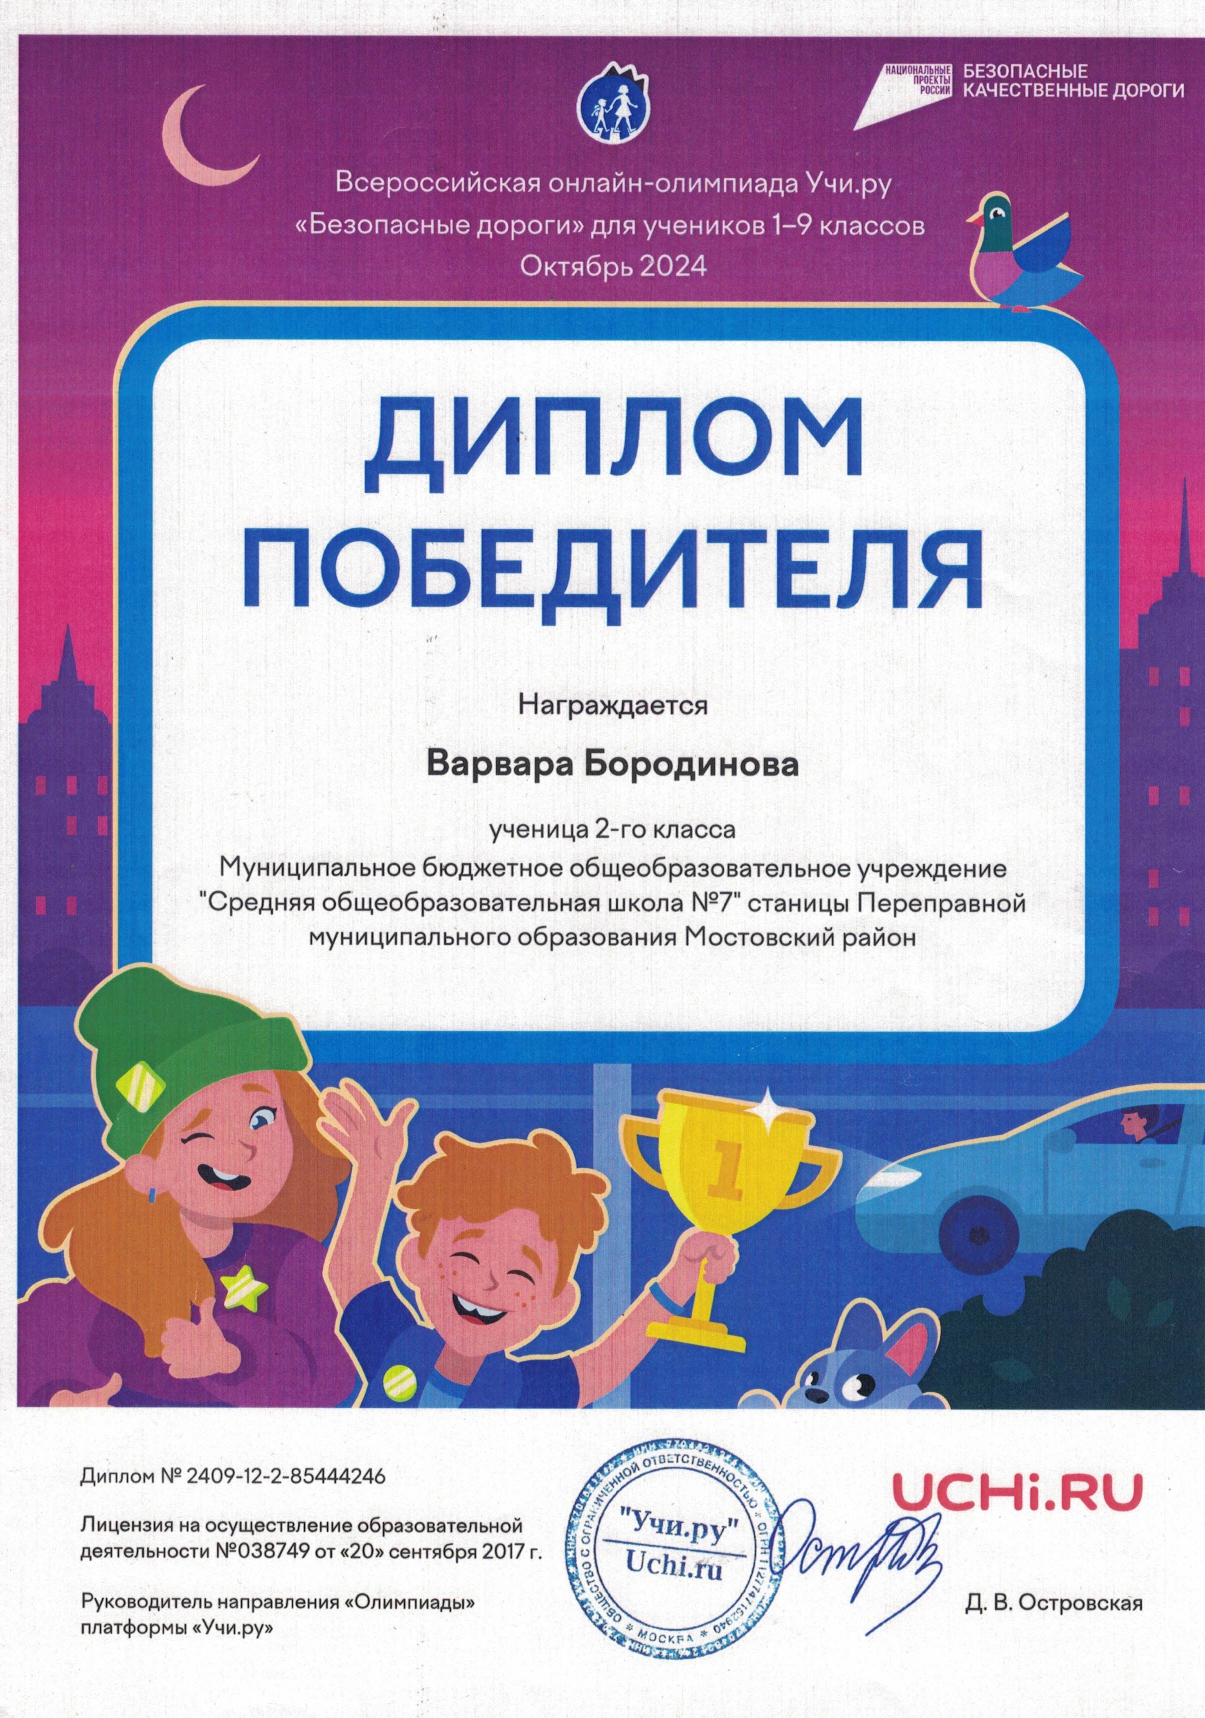 НАЦИОНАЛЬНЫЕ
ПРОЕКТЫ
РОССИИ
БЕЗОПАСНЫЕ
КАЧЕСТВЕННЫЕ ДОРОГИ
Всероссийская онлайн-олимпиада Учи.ру
«Безопасные дороги» для учеников 1–9 классов
Октябрь 2024
ДИПЛОМ
ПОБЕДИТЕЛЯ
Награждается
Варвара Бородинова
ученица 2-го класса
Муниципальное бюджетное общеобразовательное учреждение
"Средняя общеобразовательная школа №7" станицы Переправной
муниципального образования Мостовский район
1
Диплом № 2409-12-2-85444246
Лицензия на осуществление образовательной
деятельности №038749 от «20» сентября 2017 г.
Руководитель направления «Олимпиады»
платформы «Учи.ру»
ОБЩЕСТВО С ОГРАНИЧЕННОЙ ОТВЕТСТВЕННОСТЬЮ
* МОСКВА *
"Учи.ру"
Uchi.ru
UCHi.RU
Д. В. Островская